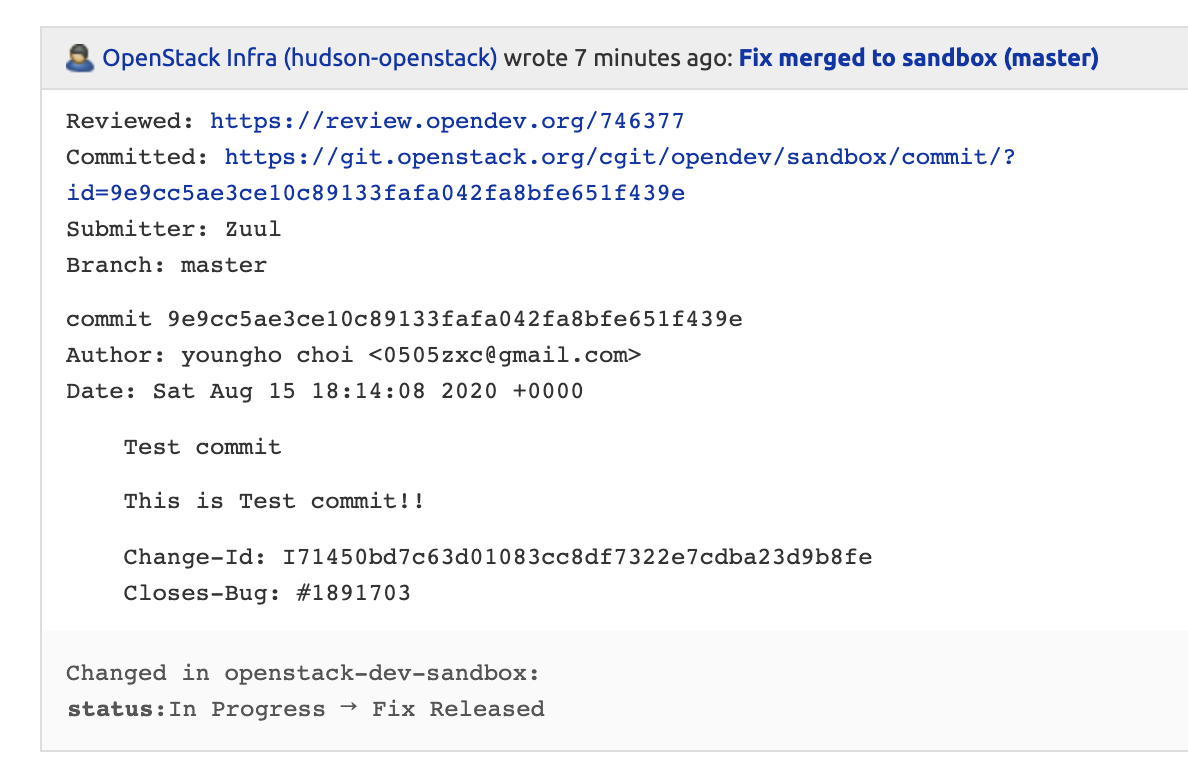 OpenStack Infra (hudson-openstack) wrote 7 minutes ago: Fix merged to sandbox (master)
Reviewed: https://review.opendev.org/746377
Committed: https://git.openstack.org/cgit/opendev/sandbox/commit/?
id=9e9cc5ae3ce10c89133fafa042fa8bfe651f439e
Submitter: Zuul
Branch: master
commit 9e9cc5ae3ce10c89133fafa042fa8bfe651f439e
Author: youngho choi <0505zxc@gmail.com>
Date: Sat Aug 15 18:14:08 2020 +0000
Test commit
This is Test commit!!
Change-Id: I71450bd7c63d01083cc8df7322e7cdba23d9b8fe
Closes-Bug: #1891703
Changed in openstack-dev-sandbox:
status:In Progress → Fix Released